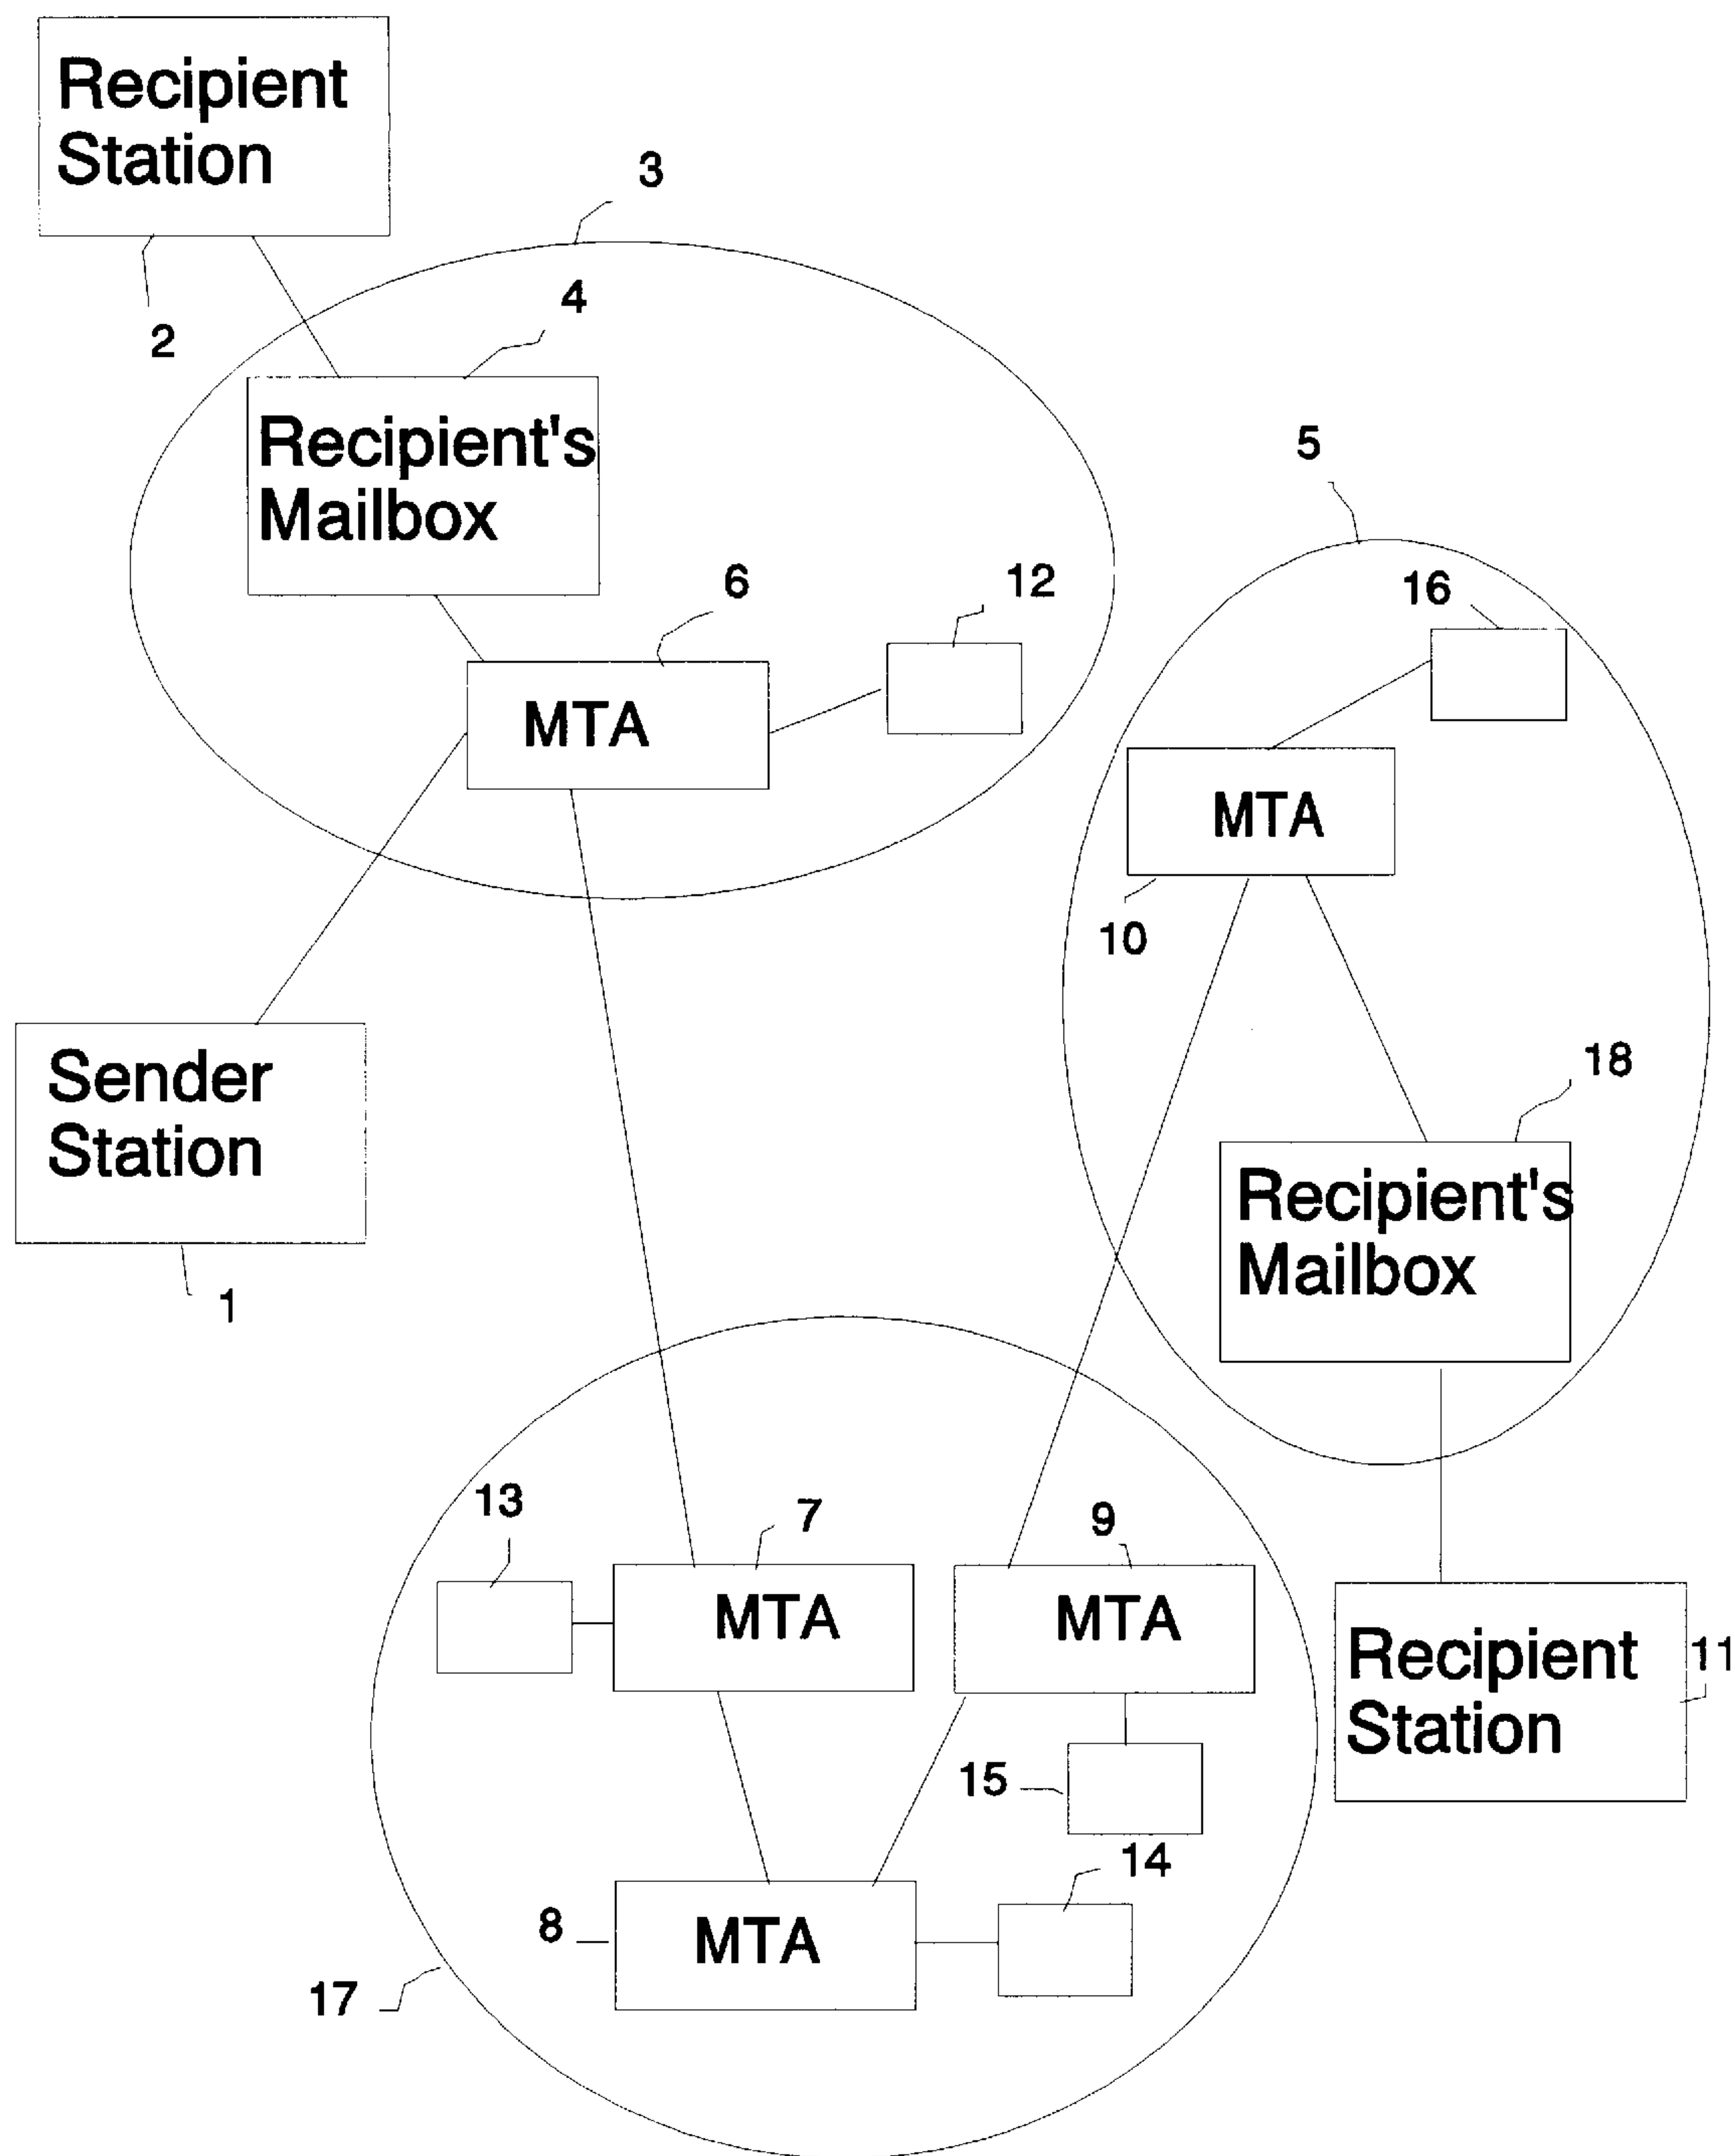 Recipient
Station
3
4
2
Recipient's
Mailbox
5
6
12
16
MTA
MTA
10
Sender
Station
18
Recipient's
Mailbox
1
13
7
9
MTA
MTA
Recipient
Station
11
15
14
8
MTA
17